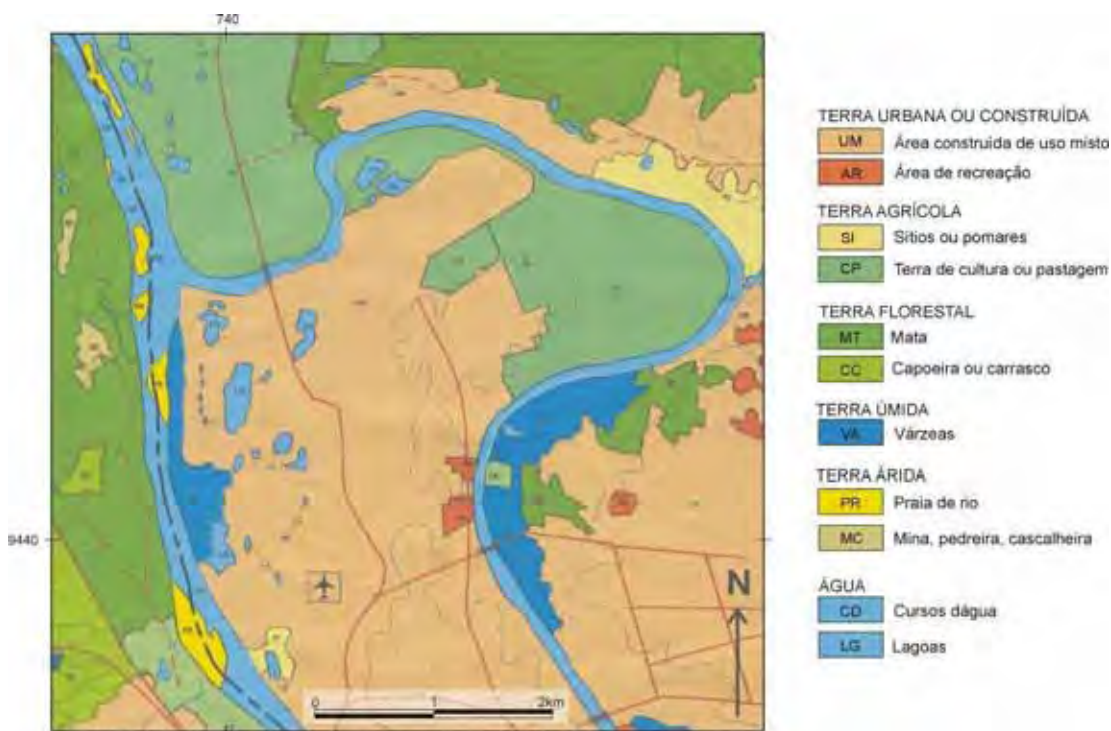 740
9440
N
0 1 2km
TERRA URBANA OU CONSTRUÍDA
UM Área construída de uso misto
AR Área de recreação
TERRA AGRÍCOLA
SI Sítios ou pomares
CP Terra de cultura ou pastagem
TERRA FLORESTAL
MT Mata
CC Capoeira ou carrasco
TERRA ÚMIDA
VA Várzeas
TERRA ÁRIDA
PR Praia de rio
MC Mina, pedreira, cascalheira
ÁGUA
CD Cursos dágua
LG Lagoas